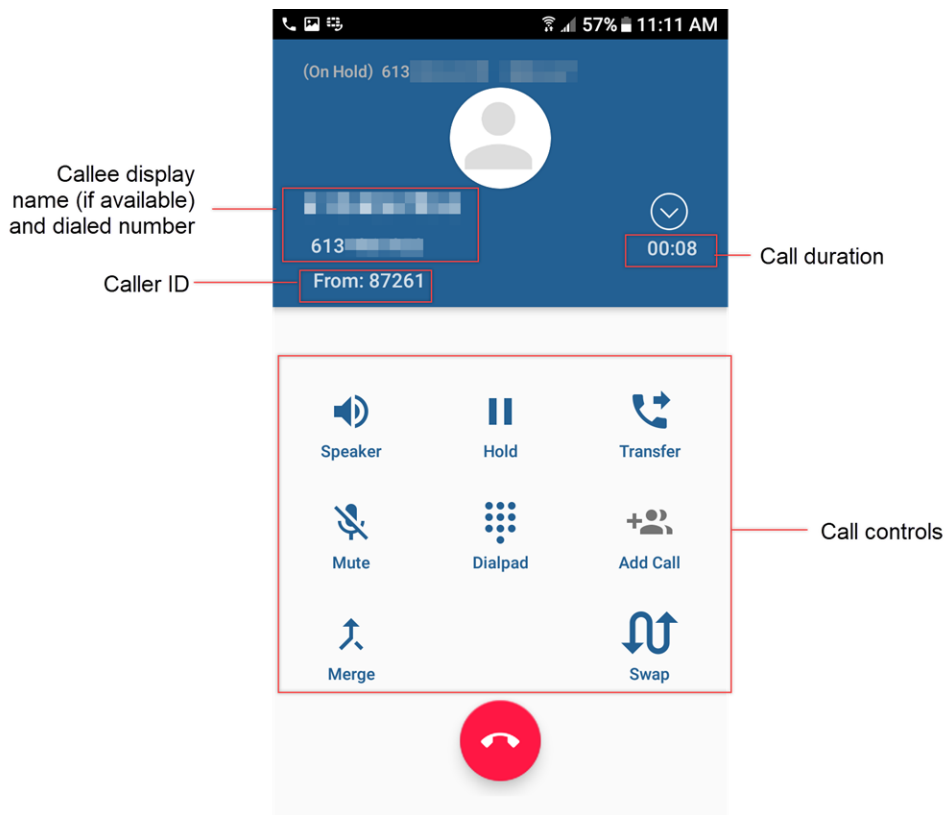 57% 11:11 AM
(On Hold) 613
Callee display
name (if available)
and dialed number
613
00:08
Call duration
Caller ID
From: 87261
Speaker
Hold
Transfer
Mute
Dialpad
Add Call
Call controls
Merge
Swap